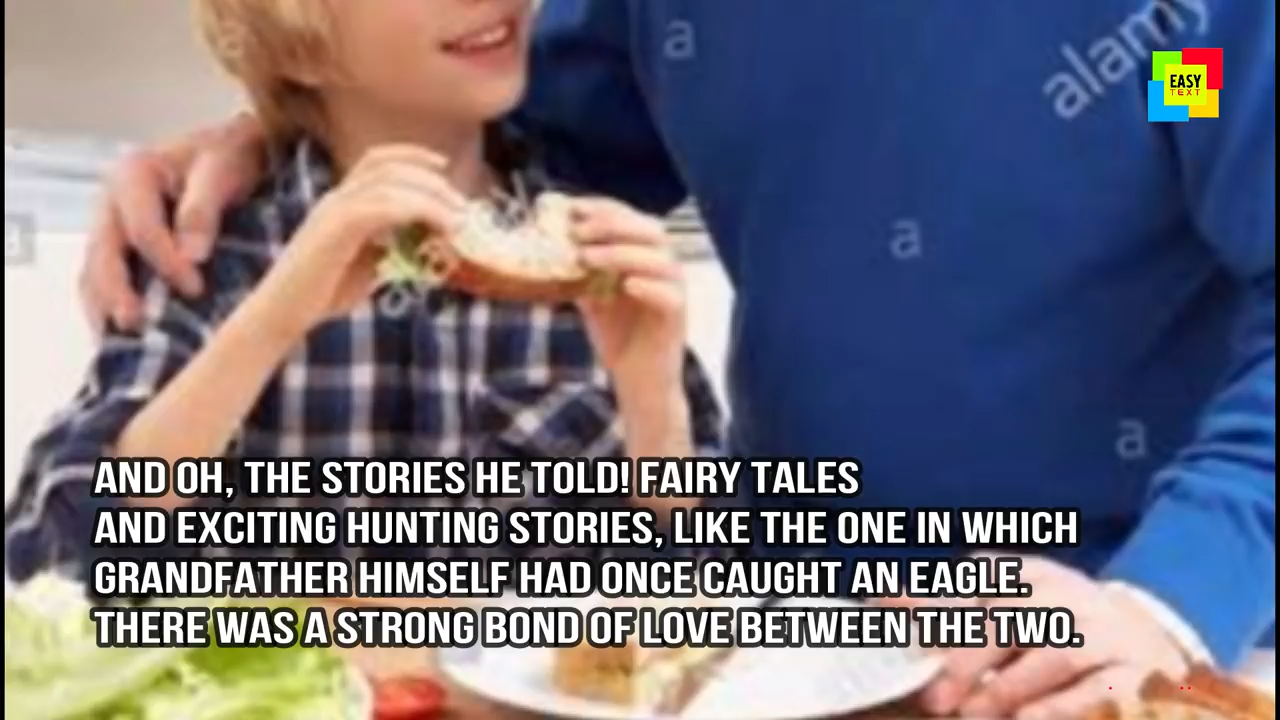 alamy
a
a
a
a
a
a
EASY
TEXT
AND OH, THE STORIES HE TOLD! FAIRY TALES
AND EXCITING HUNTING STORIES, LIKE THE ONE IN WHICH
GRANDFATHER HIMSELF HAD ONCE CAUGHT AN EAGLE.
THERE WAS A STRONG BOND OF LOVE BETWEEN THE TWO.